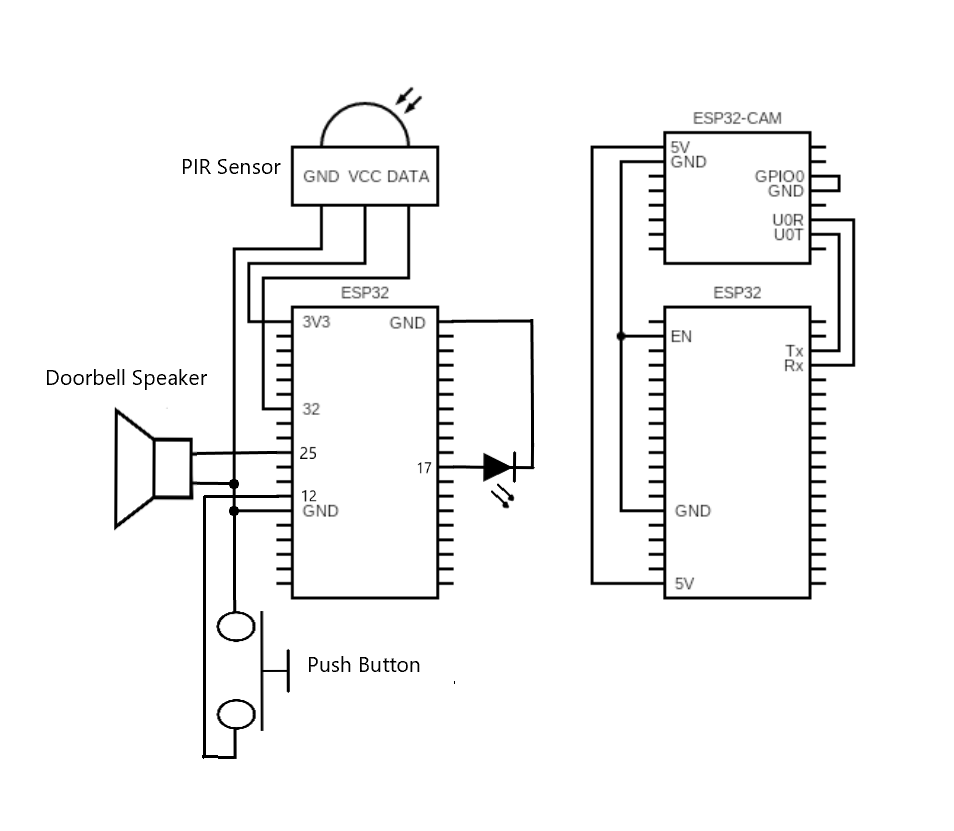 PIR Sensor
GND VCC DATA
ESP32
3V3
GND
32
25
17
12
GND
Doorbell Speaker
Push Button
ESP32-CAM
5V
GND
GPIO0
GND
U0R
U0T
ESP32
EN
Tx
Rx
GND
5V